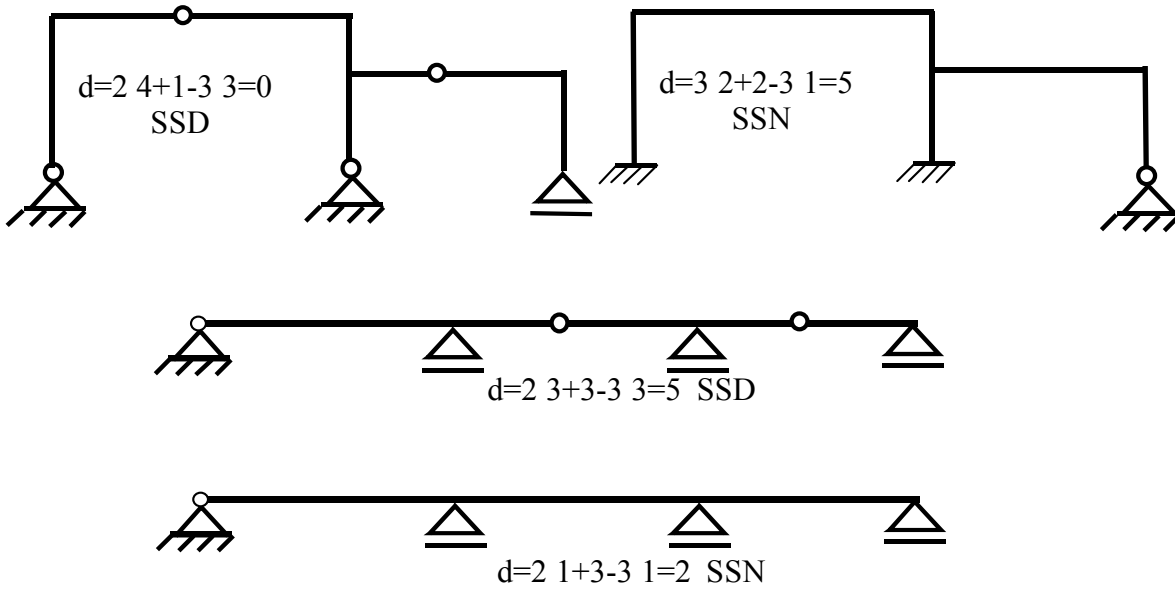 d=2 4+1-3 3=0
SSD
d=3 2+2-3 1=5
SSN
d=2 3+3-3 3=5 SSD
d=2 1+3-3 1=2 SSN